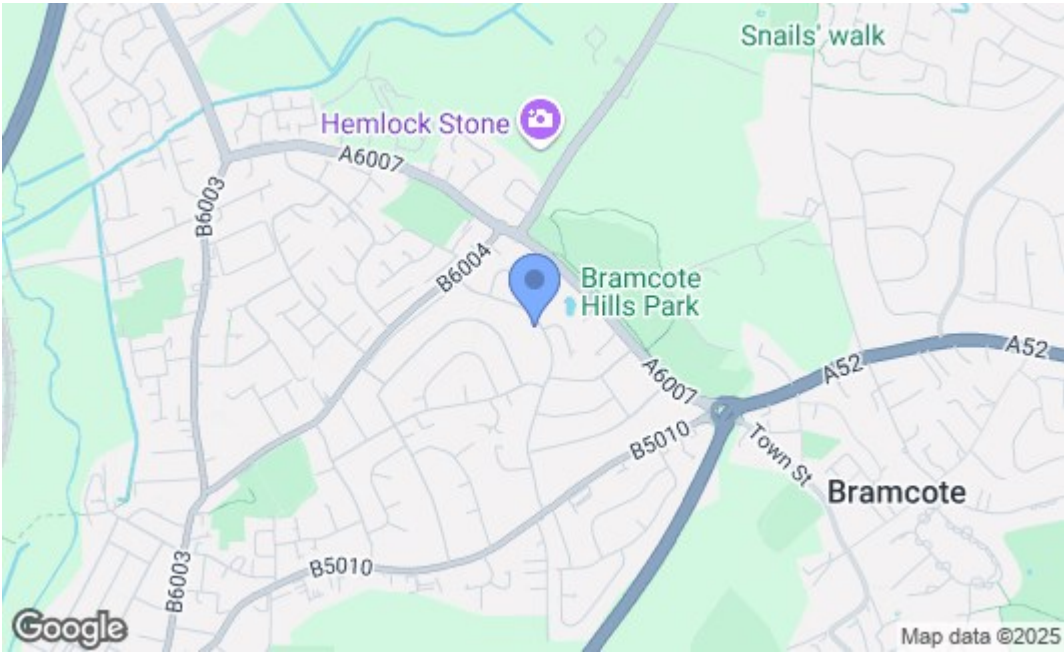 Snails' walk
Hemlock Stone
A6007
B6003
B6004
Bramcote
Hills Park
A52
A52
A6007
B5010
Town St
Bramcote
B5010
B6003
Google
Map data ©2025